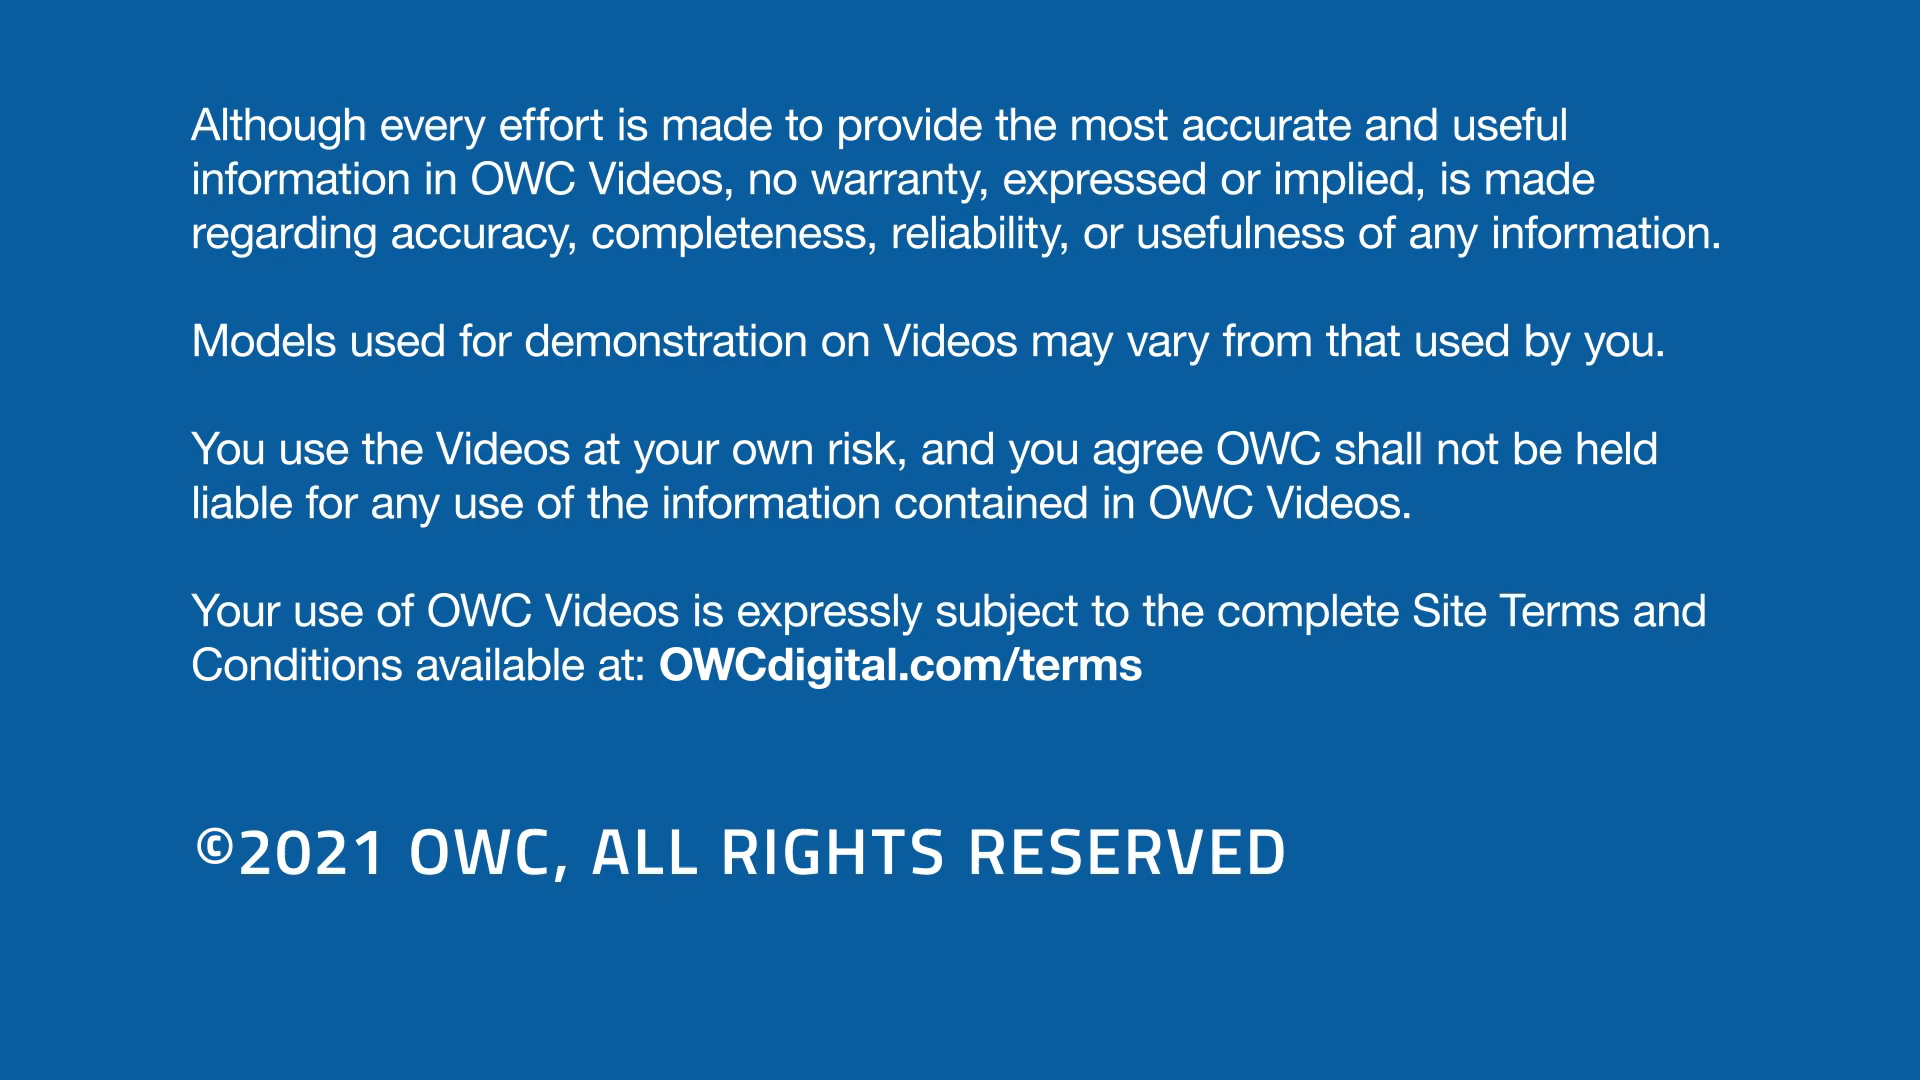 Although every effort is made to provide the most accurate and useful
information in OWC Videos, no warranty, expressed or implied, is made
regarding accuracy, completeness, reliability, or usefulness of any information.
Models used for demonstration on Videos may vary from that used by you.
You use the Videos at your own risk, and you agree OWC shall not be held
liable for any use of the information contained in OWC Videos.
Your use of OWC Videos is expressly subject to the complete Site Terms and
Conditions available at: OWCdigital.com/terms
©2021 OWC, ALL RIGHTS RESERVED